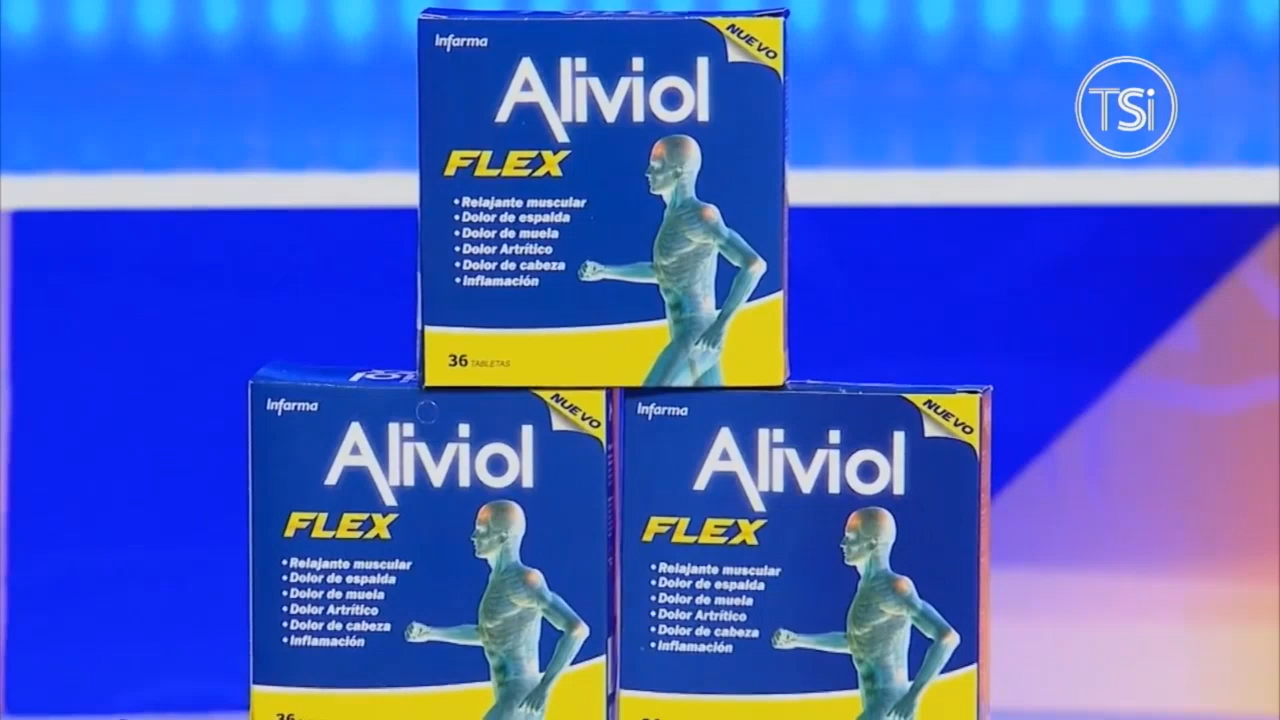 Infarma
NUEVO
Aliviol
FLEX
• Relajante muscular
• Dolor de espalda
• Dolor de muela
• Dolor Artrítico
• Dolor de cabeza
• Inflamación
36 TABLETAS
TSi
Infarma
NUEVO
Aliviol
FLEX
• Relajante muscular
• Dolor de espalda
• Dolor de muela
• Dolor Artrítico
• Dolor de cabeza
• Inflamación
36
Infarma
NUEVO
Aliviol
FLEX
• Relajante muscular
• Dolor de espalda
• Dolor de muela
• Dolor Artrítico
• Dolor de cabeza
• Inflamación